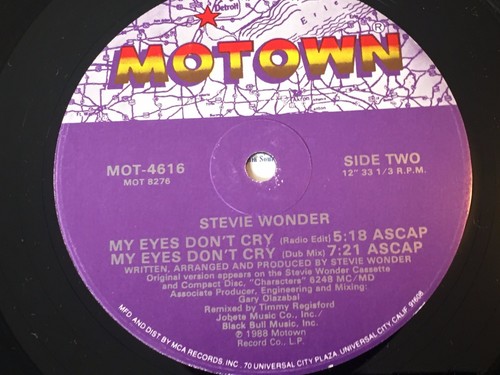 Detroit
Erie
MOTOWN®
MOT-4616
MOT 8276
SIDE TWO
12" 33 1/3 R.P.M.
STEVIE WONDER
MY EYES DON'T CRY (Radio Edit) 5:18 ASCAP
MY EYES DON'T CRY (Dub Mix) 7:21 ASCAP
WRITTEN, ARRANGED AND PRODUCED BY STEVIE WONDER
Original version appears on the Stevie Wonder Cassette
and Compact Disc, "Characters" 6248 MC/MD
Associate Producer, Engineering and Mixing:
Gary Olazabal
Remixed by Timmy Regisford
Jobete Music Co., Inc./
Black Bull Music, Inc.
℗ 1988 Motown
Record Co., L.P.
MFD. AND DIST. BY MCA RECORDS, INC., 70 UNIVERSAL CITY PLAZA, UNIVERSAL CITY, CALIF. 91608